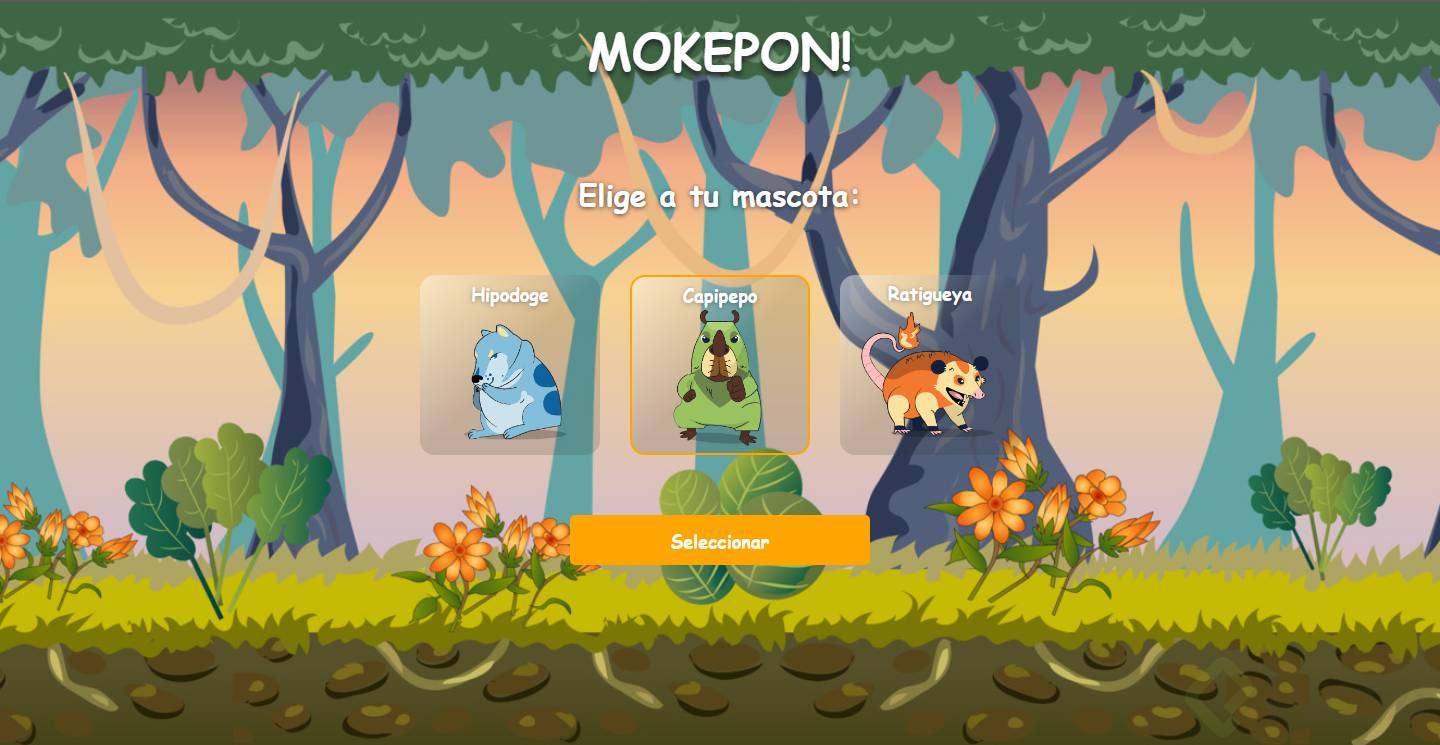 MOKEPON!
Elige a tu mascota:
Hipodoge
Capipepo
Ratigueya
Seleccionar